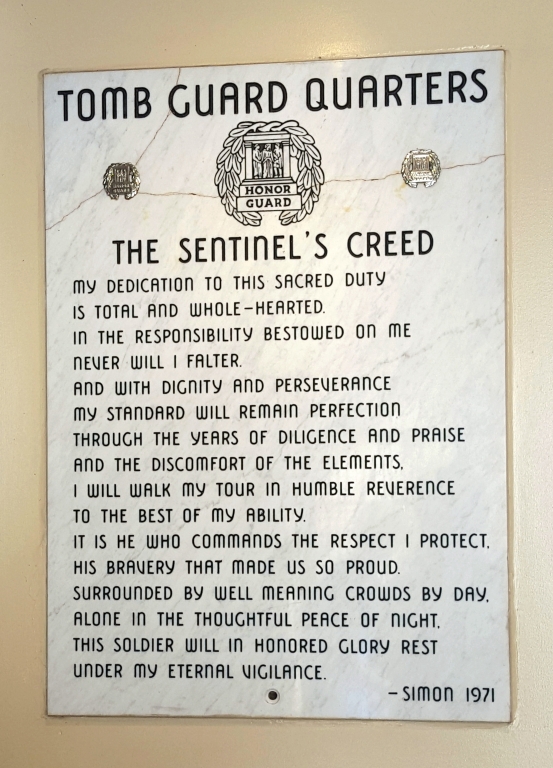 TOMB GUARD QUARTERS
HONOR
GUARD
THE SENTINEL'S CREED
MY DEDICATION TO THIS SACRED DUTY
IS TOTAL AND WHOLE-HEARTED.
IN THE RESPONSIBILITY BESTOWED ON ME
NEVER WILL I FALTER.
AND WITH DIGNITY AND PERSEVERANCE
MY STANDARD WILL REMAIN PERFECTION
THROUGH THE YEARS OF DILIGENCE AND PRAISE
AND THE DISCOMFORT OF THE ELEMENTS,
I WILL WALK MY TOUR IN HUMBLE REVERENCE
TO THE BEST OF MY ABILITY.
IT IS HE WHO COMMANDS THE RESPECT I PROTECT,
HIS BRAVERY THAT MADE US SO PROUD.
SURROUNDED BY WELL MEANING CROWDS BY DAY,
ALONE IN THE THOUGHTFUL PEACE OF NIGHT,
THIS SOLDIER WILL IN HONORED GLORY REST
UNDER MY ETERNAL VIGILANCE.
-SIMON 1971